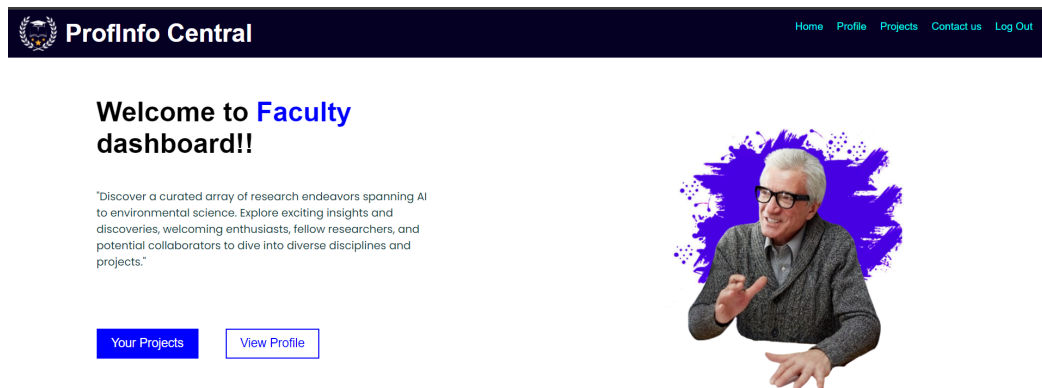 ProfInfo Central
Home Profile Projects Contact us Log Out
Welcome to Faculty
dashboard!!
"Discover a curated array of research endeavors spanning AI
to environmental science. Explore exciting insights and
discoveries, welcoming enthusiasts, fellow researchers, and
potential collaborators to dive into diverse disciplines and
projects."
Your Projects View Profile